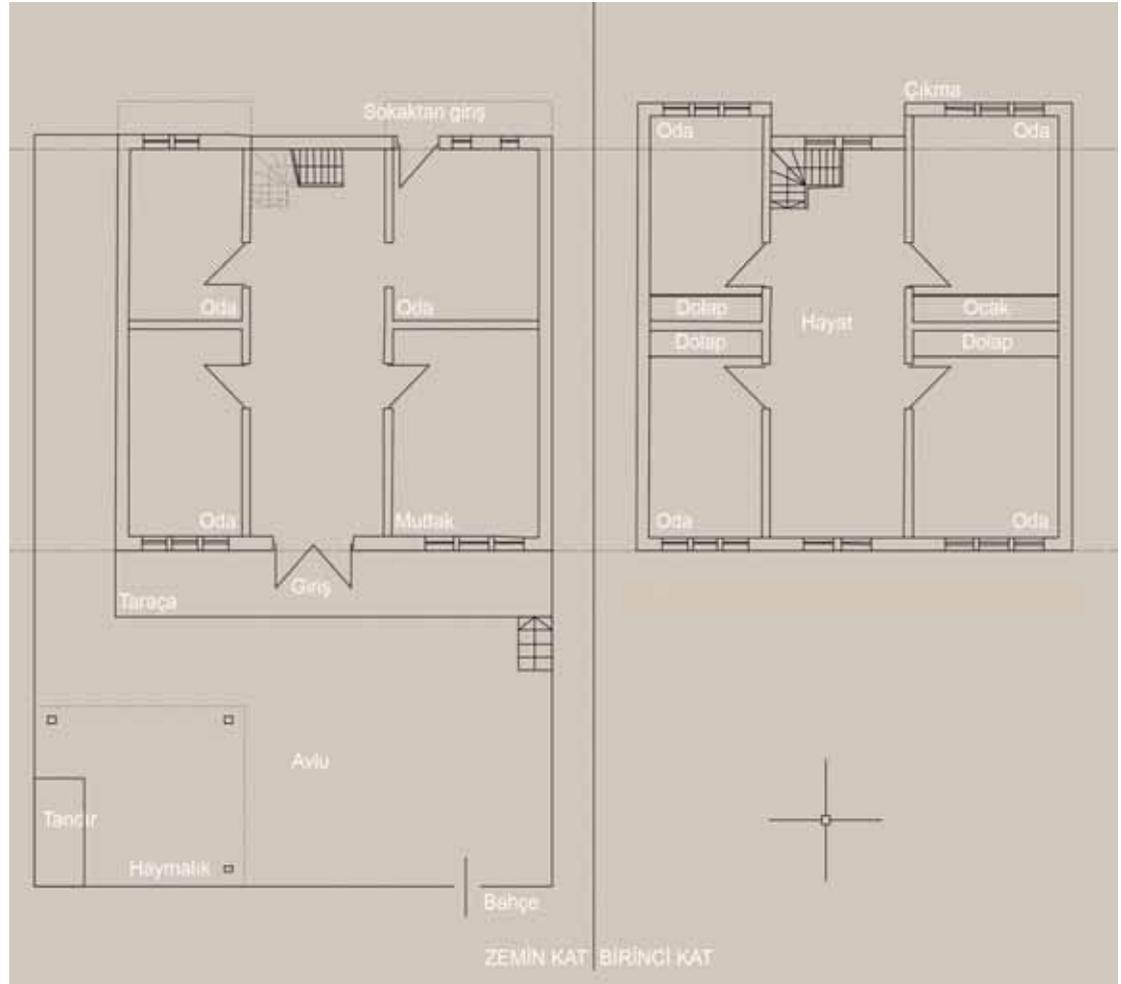 Sokaktan giriş
Oda
Oda
Oda
Mutfak
Giriş
Taraça
Avlu
Tandır
Haymalık
Bahçe
ZEMİN KAT
Çıkma
Oda
Oda
Dolap
Ocak
Hayat
Dolap
Dolap
Oda
Oda
BİRİNCİ KAT